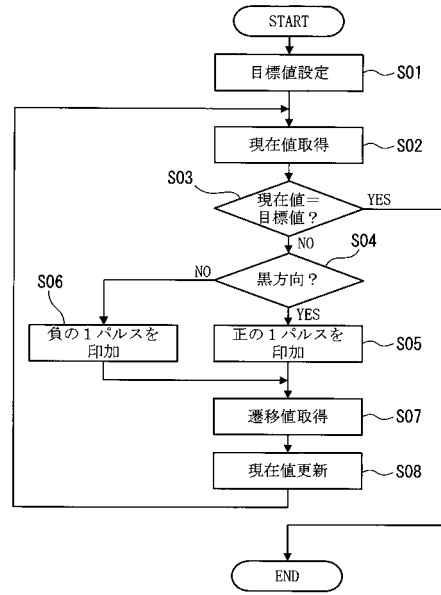 START
目標値設定
S01
現在値取得
S02
S03
現在値=
目標値?
YES
NO
S04
黒方向?
NO
YES
S06
負の1パルスを
印加
正の1パルスを
印加
S05
遷移値取得
S07
現在値更新
S08
END